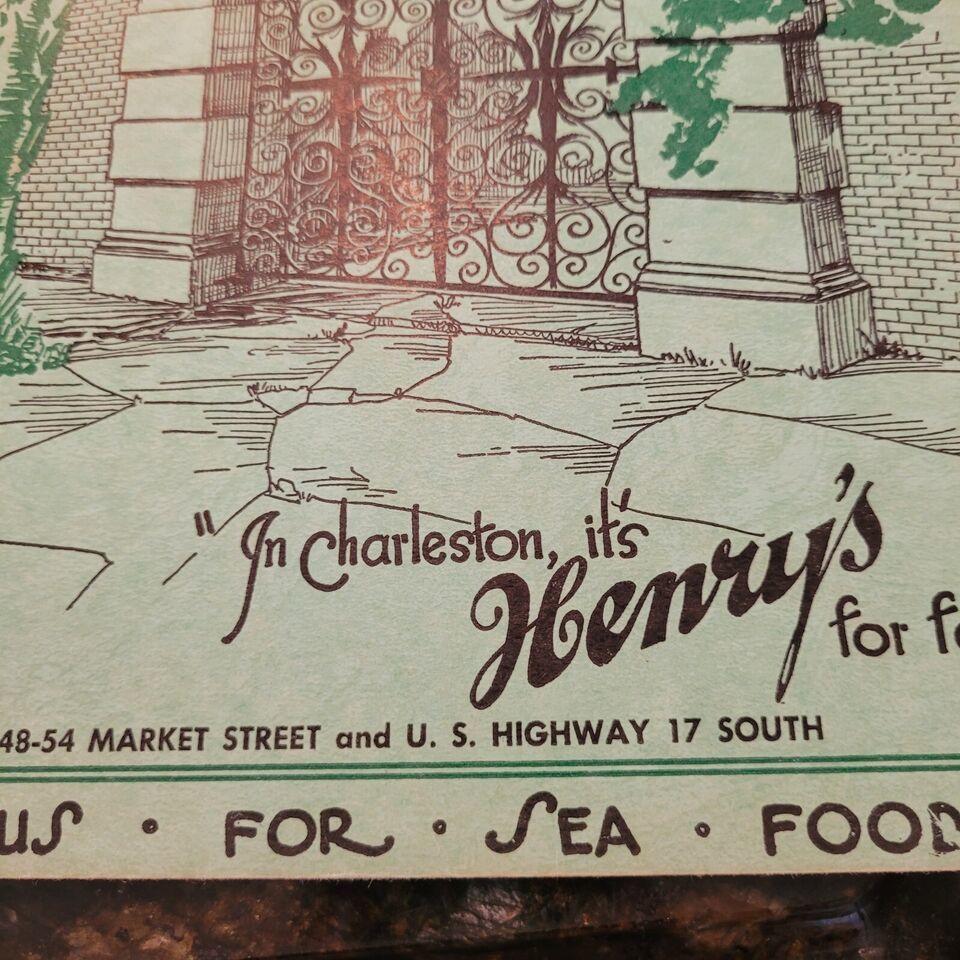 "In Charleston, it's
Henry's
for f
48-54 MARKET STREET and U. S. HIGHWAY 17 SOUTH
US • FOR • SEA • FOOD